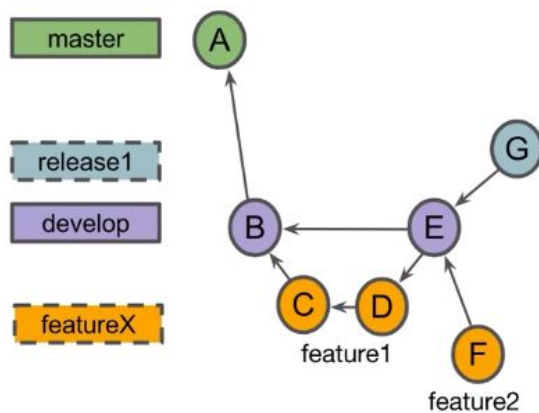 master
A
release1
G
develop
B
E
C
D
featureX
feature1
F
feature2